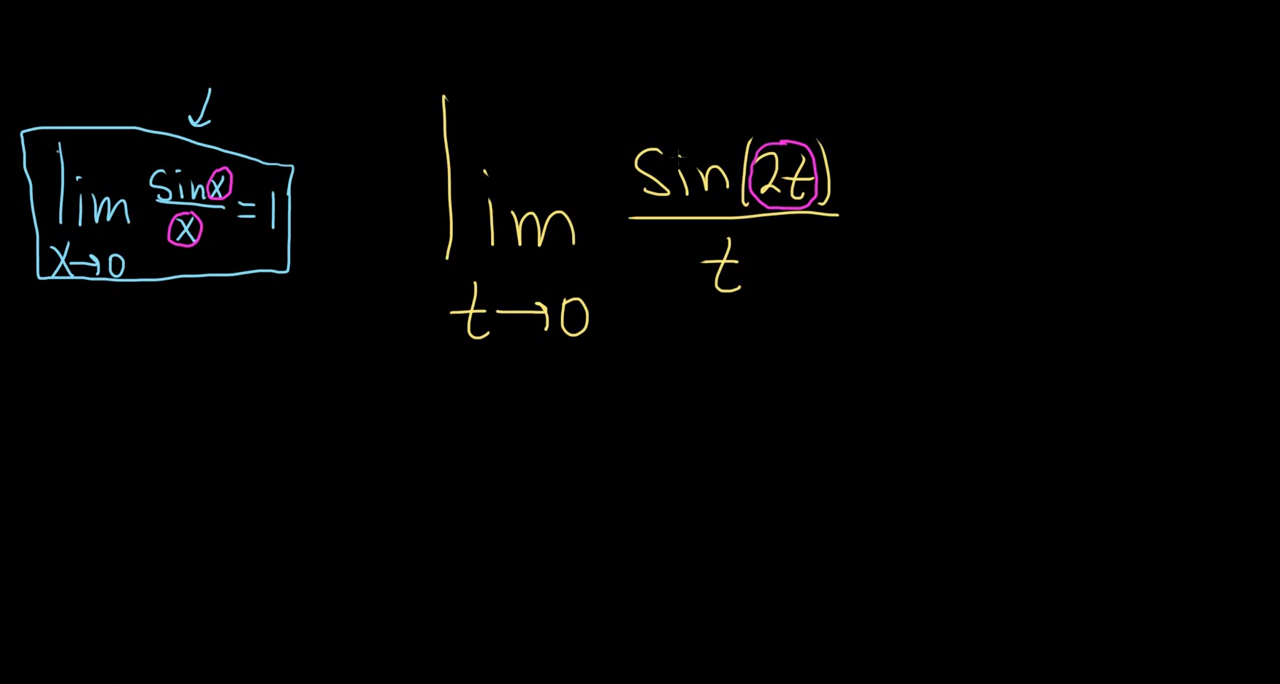 lim sin x / x = 1
x→0
lim sin(2t) / t
t→0